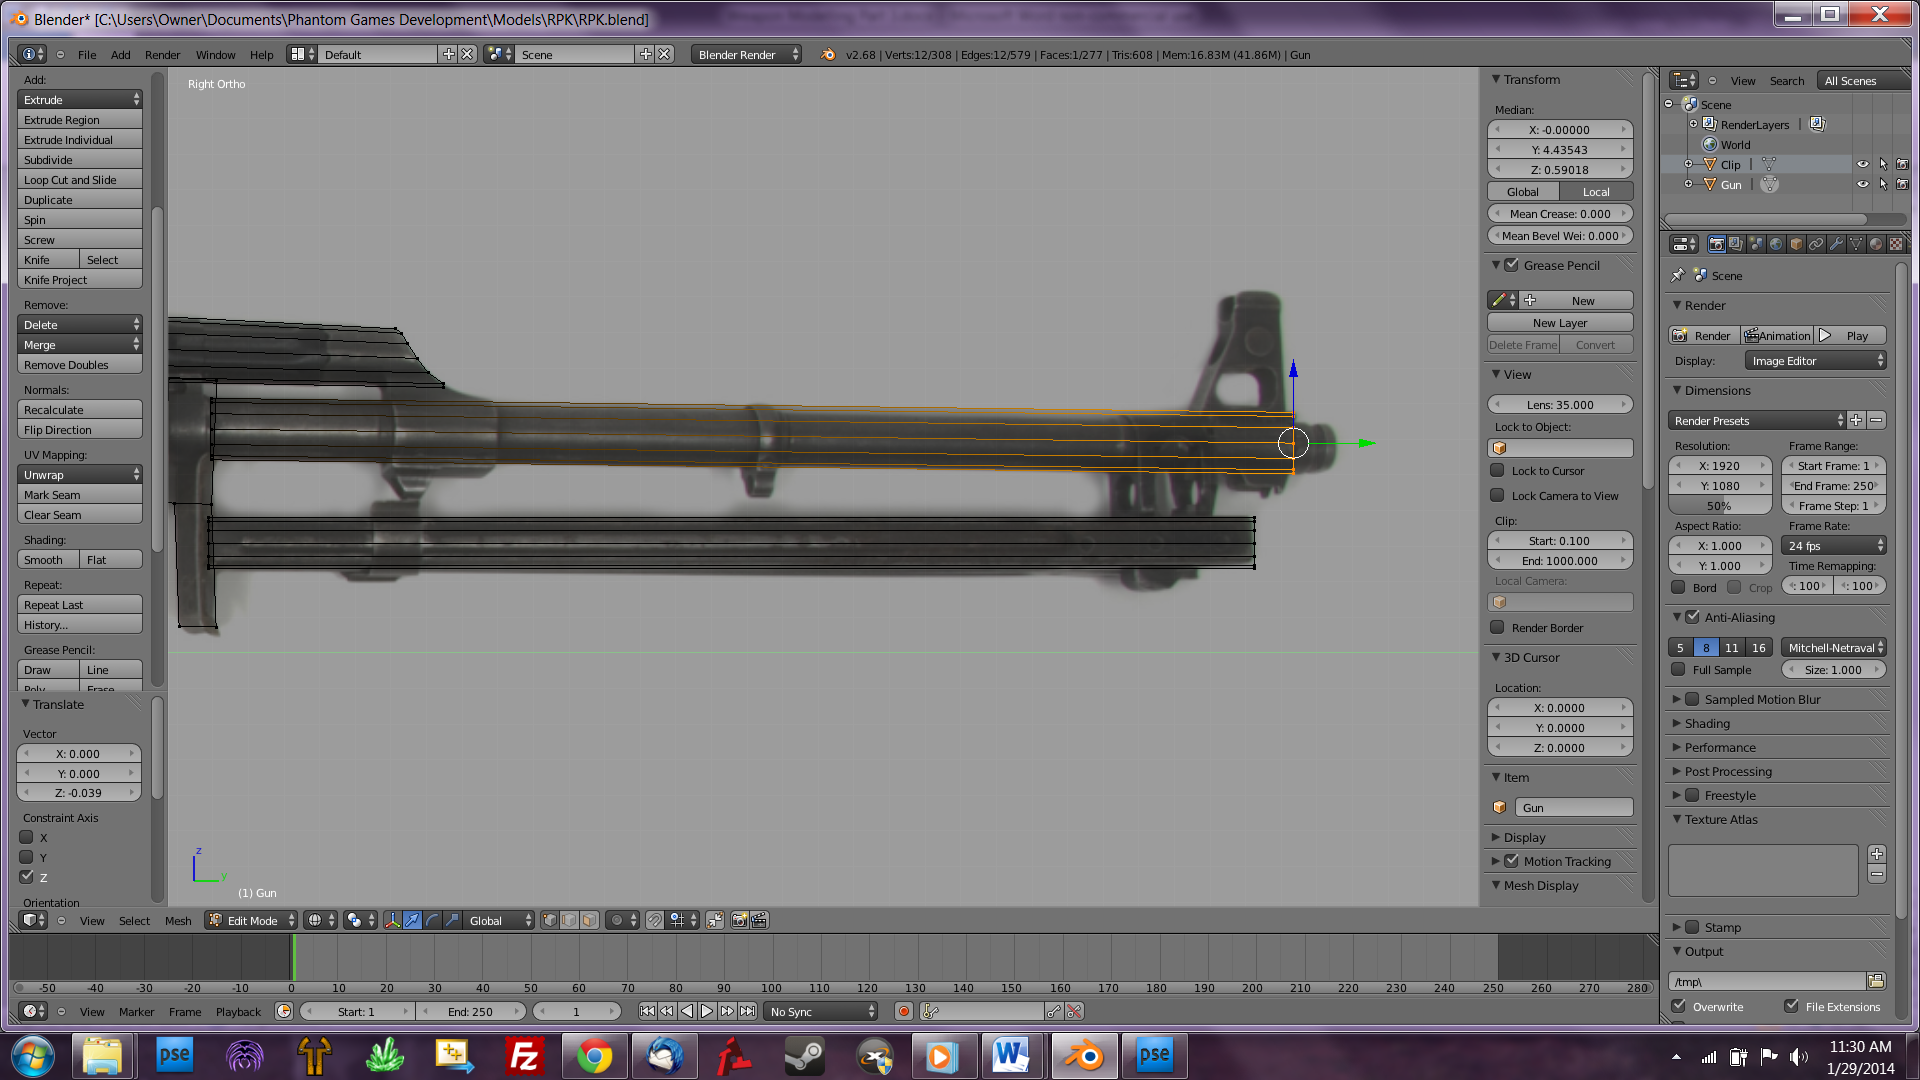 Blender* [C:\Users\Owner\Documents\Phantom Games Development\Models\RPK\RPK.blend]
File Add Render Window Help Default Scene Blender Render v2.68 | Verts:12/308 | Edges:12/579 | Faces:1/277 | Tris:608 | Mem:16.83M (41.86M) | Gun
Add:
Extrude
Extrude Region
Extrude Individual
Subdivide
Loop Cut and Slide
Duplicate
Spin
Screw
Knife Select
Knife Project
Remove:
Delete
Merge
Remove Doubles
Normals:
Recalculate
Flip Direction
UV Mapping:
Unwrap
Mark Seam
Clear Seam
Shading:
Smooth Flat
Repeat:
Repeat Last
History...
Grease Pencil:
Draw Line
Poly Erase
Translate
Vector
X: 0.000
Y: 0.000
Z: -0.039
Constraint Axis
X
Y
Z
Orientation
Right Ortho
z
y
(1) Gun
Transform
Median:
X: -0.00000
Y: 4.43543
Z: 0.59018
Global Local
Mean Crease: 0.000
Mean Bevel Wei: 0.000
Grease Pencil
New
New Layer
Delete Frame Convert
View
Lens: 35.000
Lock to Object:
Lock to Cursor
Lock Camera to View
Clip:
Start: 0.100
End: 1000.000
Local Camera:
Render Border
3D Cursor
Location:
X: 0.0000
Y: 0.0000
Z: 0.0000
Item
Gun
Display
Motion Tracking
Mesh Display
View Search All Scenes
Scene
RenderLayers |
World
Clip |
Gun |
Scene
Render
Render Animation Play
Display: Image Editor
Dimensions
Render Presets
Resolution: Frame Range:
X: 1920 Start Frame: 1
Y: 1080 End Frame: 250
50% Frame Step: 1
Aspect Ratio: Frame Rate:
X: 1.000 24 fps
Y: 1.000 Time Remapping:
Bord Crop : 100 : 100
Anti-Aliasing
5 8 11 16 Mitchell-Netraval
Full Sample Size: 1.000
Sampled Motion Blur
Shading
Performance
Post Processing
Freestyle
Texture Atlas
Stamp
Output
/tmp\
Overwrite File Extensions
View Select Mesh Edit Mode Global
-50 -40 -30 -20 -10 0 10 20 30 40 50 60 70 80 90 100 110 120 130 140 150 160 170 180 190 200 210 220 230 240 250 260 270 280
View Marker Frame Playback Start: 1 End: 250 1 No Sync
pse Fz W pse
11:30 AM
1/29/2014